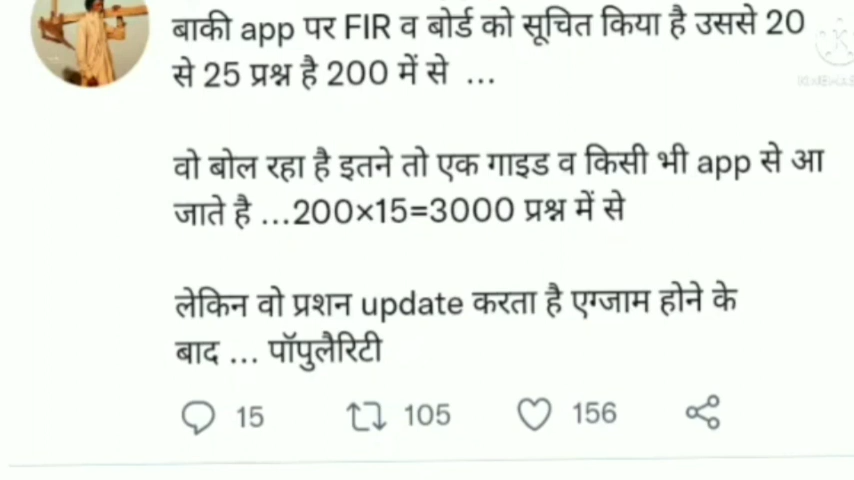 बाकी app पर FIR व बोर्ड को सूचित किया है उससे 20
से 25 प्रश्न है 200 में से ...
वो बोल रहा है इतने तो एक गाइड व किसी भी app से आ
जाते है ...200×15=3000 प्रश्न में से
लेकिन वो प्रशन update करता है एग्जाम होने के
बाद ... पॉपुलैरिटी
15 105 156